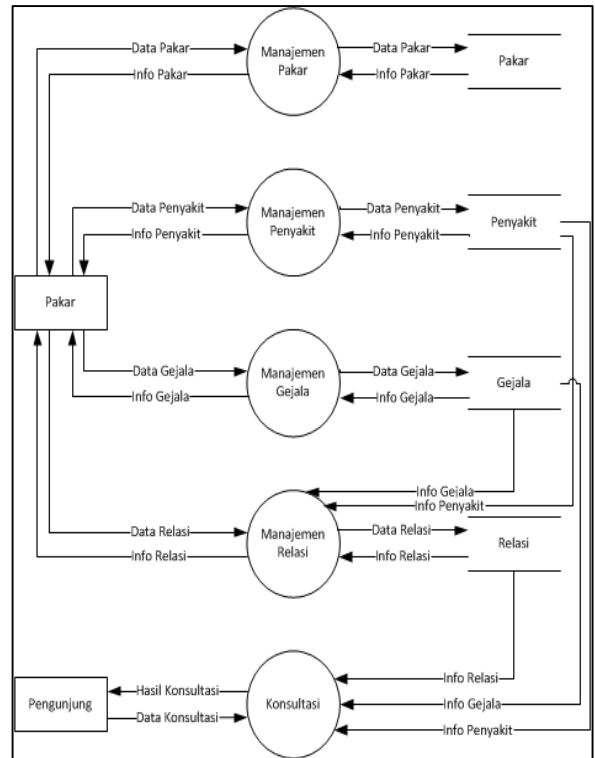 Data Pakar
Manajemen
Pakar
Data Pakar
Pakar
Info Pakar
Info Pakar
Data Penyakit
Manajemen
Penyakit
Data Penyakit
Penyakit
Info Penyakit
Info Penyakit
Pakar
Data Gejala
Manajemen
Gejala
Data Gejala
Gejala
Info Gejala
Info Gejala
Info Gejala
Info Penyakit
Data Relasi
Manajemen
Relasi
Data Relasi
Relasi
Info Relasi
Info Relasi
Info Relasi
Hasil Konsultasi
Pengunjung
Konsultasi
Info Gejala
Data Konsultasi
Info Penyakit